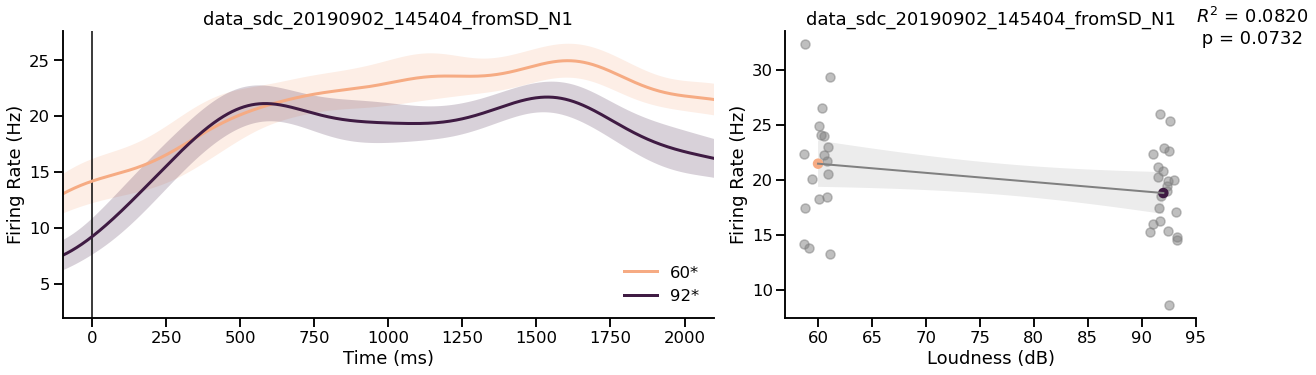 data_sdc_20190902_145404_fromSD_N1
Firing Rate (Hz)
25
20
15
10
5
0 250 500 750 1000 1250 1500 1750 2000
Time (ms)
60*
92*
data_sdc_20190902_145404_fromSD_N1
R² = 0.0820
p = 0.0732
Firing Rate (Hz)
30
25
20
15
10
60 65 70 75 80 85 90 95
Loudness (dB)